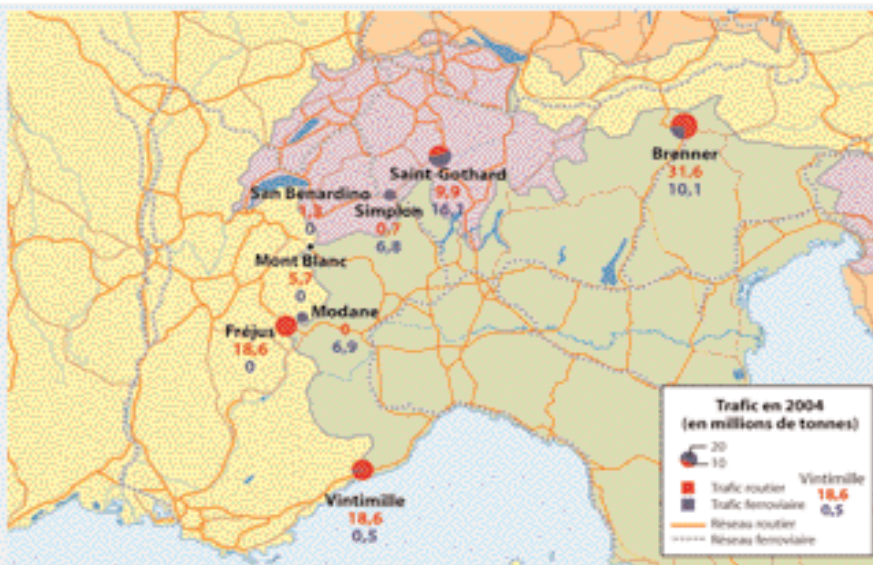 Brenner
31,6
10,1
Saint-Gothard
9,9
16,1
San Benardino
1,3
0
Simplon
0,7
6,8
Mont Blanc
5,7
0
Modane
0
6,9
Fréjus
18,6
0
Vintimille
18,6
0,5
Trafic en 2004
(en millions de tonnes)
20
10
Vintimille
Trafic routier
18,6
Trafic ferroviaire
0,5
Réseau routier
Réseau ferroviaire